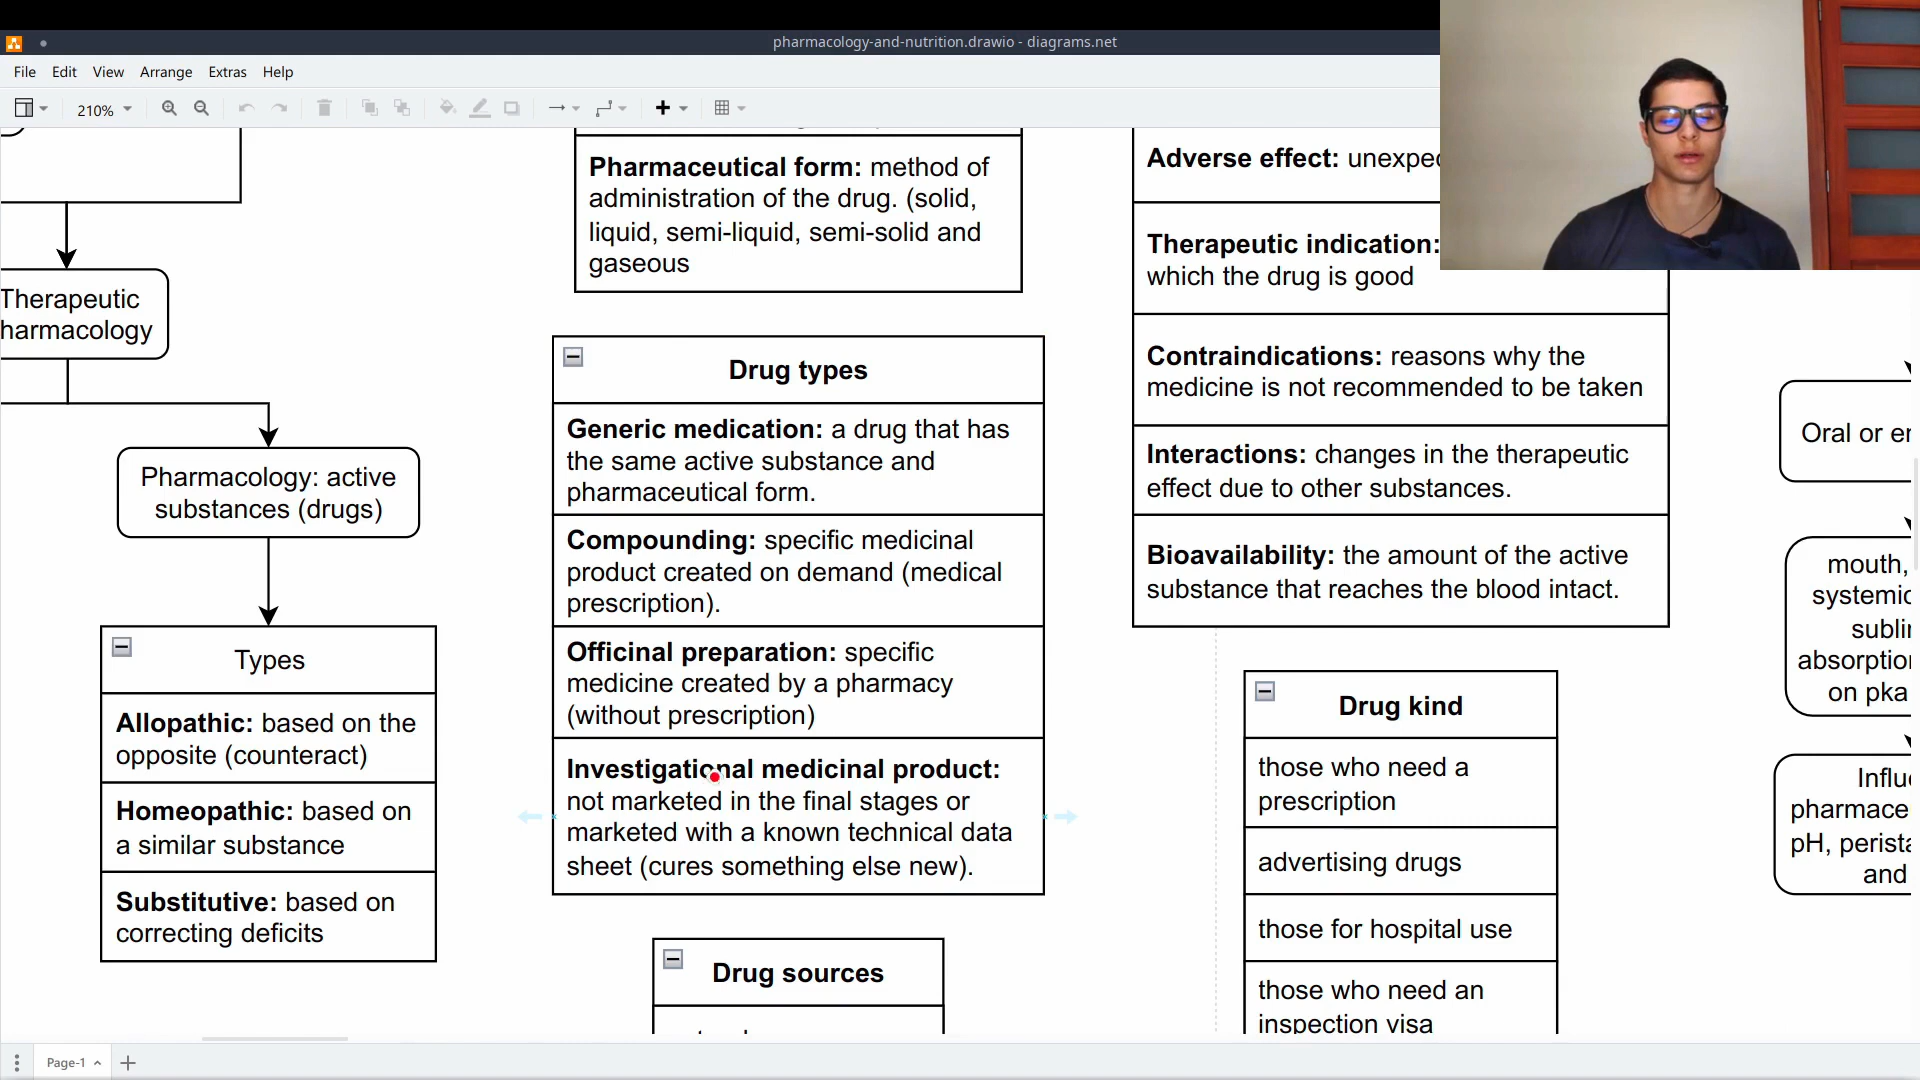 pharmacology-and-nutrition.drawio - diagrams.net
File Edit View Arrange Extras Help
210%
Pharmaceutical form: method of
administration of the drug. (solid,
liquid, semi-liquid, semi-solid and
gaseous
Therapeutic
harmacology
Pharmacology: active
substances (drugs)
Types
Allopathic: based on the
opposite (counteract)
Homeopathic: based on
a similar substance
Substitutive: based on
correcting deficits
Drug types
Generic medication: a drug that has
the same active substance and
pharmaceutical form.
Compounding: specific medicinal
product created on demand (medical
prescription).
Officinal preparation: specific
medicine created by a pharmacy
(without prescription)
Investigational medicinal product:
not marketed in the final stages or
marketed with a known technical data
sheet (cures something else new).
Drug sources
Adverse effect: unexpec
Therapeutic indication:
which the drug is good
Contraindications: reasons why the
medicine is not recommended to be taken
Interactions: changes in the therapeutic
effect due to other substances.
Bioavailability: the amount of the active
substance that reaches the blood intact.
Drug kind
those who need a
prescription
advertising drugs
those for hospital use
those who need an
inspection visa
Oral or er
mouth,
systemic
sublin
absorption
on pka
Influe
pharmace
pH, perista
and
Page-1